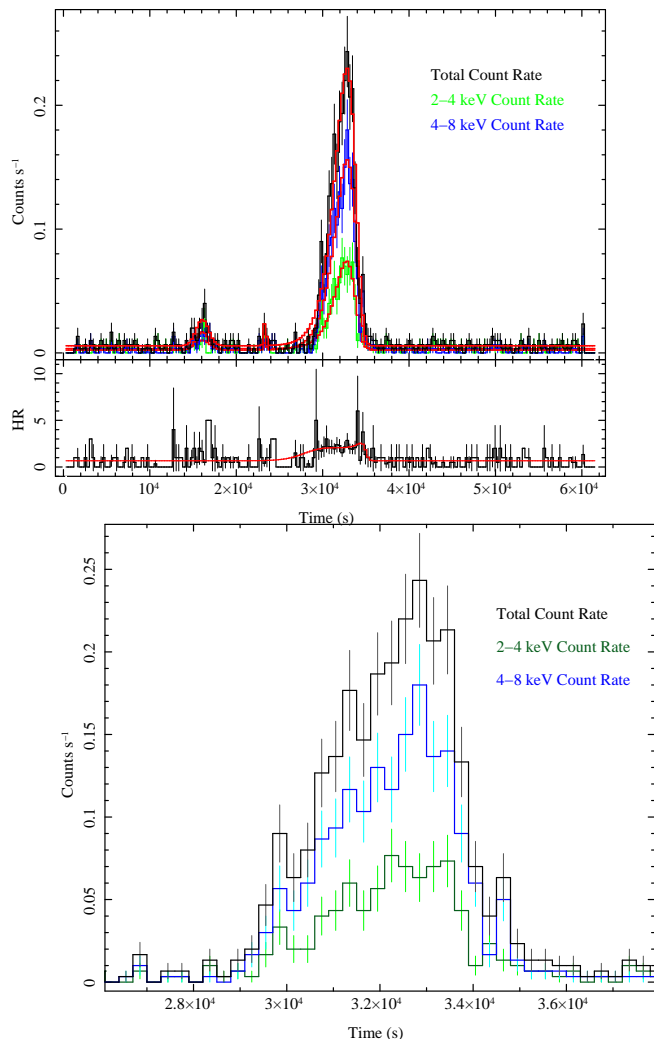 Total Count Rate
2–4 keV Count Rate
4–8 keV Count Rate
Counts s⁻¹
0.2
0.1
0
HR
10
5
0
0 10⁴ 2×10⁴ 3×10⁴ 4×10⁴ 5×10⁴ 6×10⁴
Time (s)
Total Count Rate
2–4 keV Count Rate
4–8 keV Count Rate
Counts s⁻¹
0.25
0.2
0.15
0.1
0.05
0
2.8×10⁴ 3×10⁴ 3.2×10⁴ 3.4×10⁴ 3.6×10⁴
Time (s)